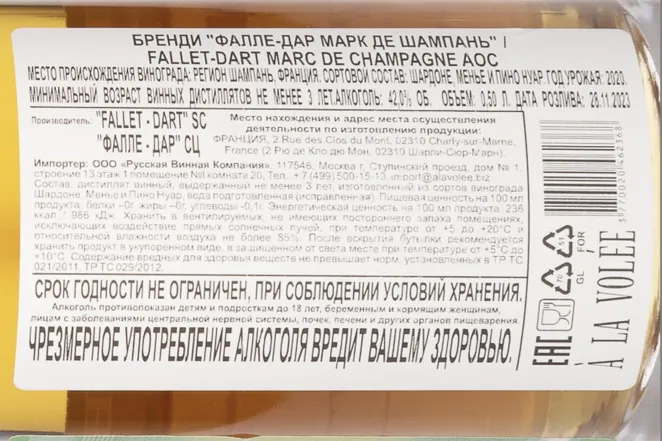 БРЕНДИ "ФАЛЛЕ-ДАР МАРК ДЕ ШАМПАНЬ" /
FALLET-DART MARC DE CHAMPAGNE AOC
МЕСТО ПРОИСХОЖДЕНИЯ ВИНОГРАДА: РЕГИОН ШАМПАНЬ, ФРАНЦИЯ. СОРТОВОЙ СОСТАВ: ШАРДОНЕ, МЕНЬЕ И ПИНО НУАР. ГОД УРОЖАЯ: 2020.
МИНИМАЛЬНЫЙ ВОЗРАСТ ВИННЫХ ДИСТИЛЛЯТОВ НЕ МЕНЕЕ 3 ЛЕТ. АЛКОГОЛЬ: 42,0% ОБ. ОБЪЕМ: 0,50 Л. ДАТА РОЗЛИВА: 28.11.2023
Производитель: "FALLET - DART" SC
"ФАЛЛЕ - ДАР" СЦ
Место нахождения и адрес места осуществления
деятельности по изготовлению продукции:
ФРАНЦИЯ, 2 Rue des Clos du Mont, 02310 Charly-sur-Marne,
France (2 Рю де Кло дю Мон, 02310 Шарли-Сюр-Марн).
Импортер: ООО «Русская Винная Компания», 117546, Москва г, Ступинский проезд, дом № 1,
строение 13 этаж 1 помещение №II комната 20, Тел.: +7 (499) 500-15-13 import@alavolee.biz
Состав: дистиллят винный, выдержанный не менее 3 лет, изготовленный из сортов винограда
Шардоне, Менье и Пино Нуар, вода подготовленная (исправленная). Пищевая ценность на 100 мл
продукта: белки –0г, жиры –0г, углеводы -0,1г. Энергетическая ценность на 100 мл продукта 236
ккал / 986 кДж. Хранить в вентилируемых, не имеющих постороннего запаха помещениях,
исключающих воздействие прямых солнечных лучей, при температуре от +5 до +20°С и
относительной влажности воздуха не более 85%. После вскрытия бутылки рекомендуется
хранить продукт в укупоренном виде, в защищенном от света месте при температуре от +5°С до
+10°С. Содержание вредных для здоровья веществ не превышает норм, установленных в ТР ТС
021/2011, ТР ТС 029/2012.
СРОК ГОДНОСТИ НЕ ОГРАНИЧЕН, ПРИ СОБЛЮДЕНИИ УСЛОВИЙ ХРАНЕНИЯ.
Алкоголь противопоказан детям и подросткам до 18 лет, беременным и кормящим женщинам,
лицам с заболеваниями центральной нервной системы, почек, печени и других органов пищеварения.
ЧРЕЗМЕРНОЕ УПОТРЕБЛЕНИЕ АЛКОГОЛЯ ВРЕДИТ ВАШЕМУ ЗДОРОВЬЮ.
EAC
70
GL
FOR
À LA VOLÉE